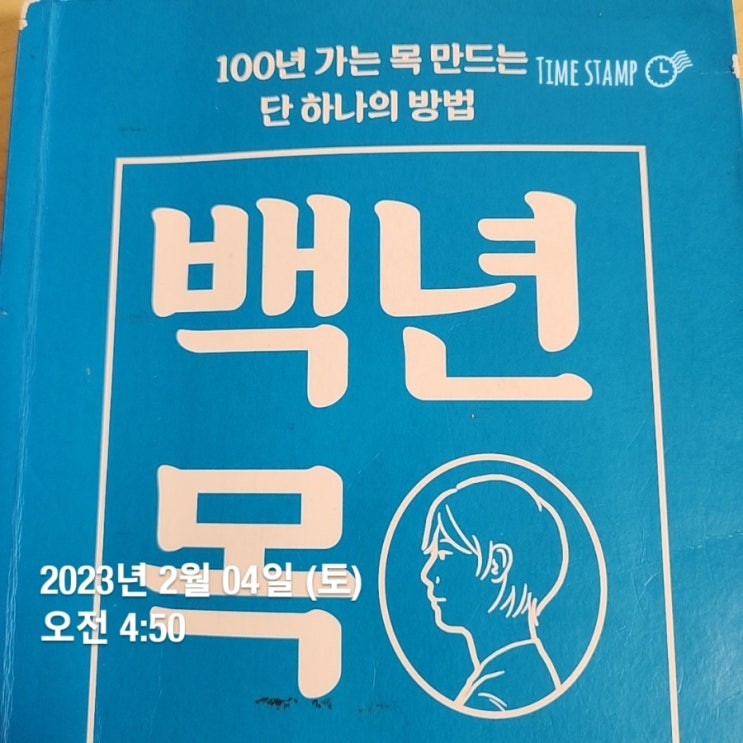 100년 가는 목 만드는
단 하나의 방법
TIME STAMP
백년
목
2023년 2월 04일 (토)
오전 4:50